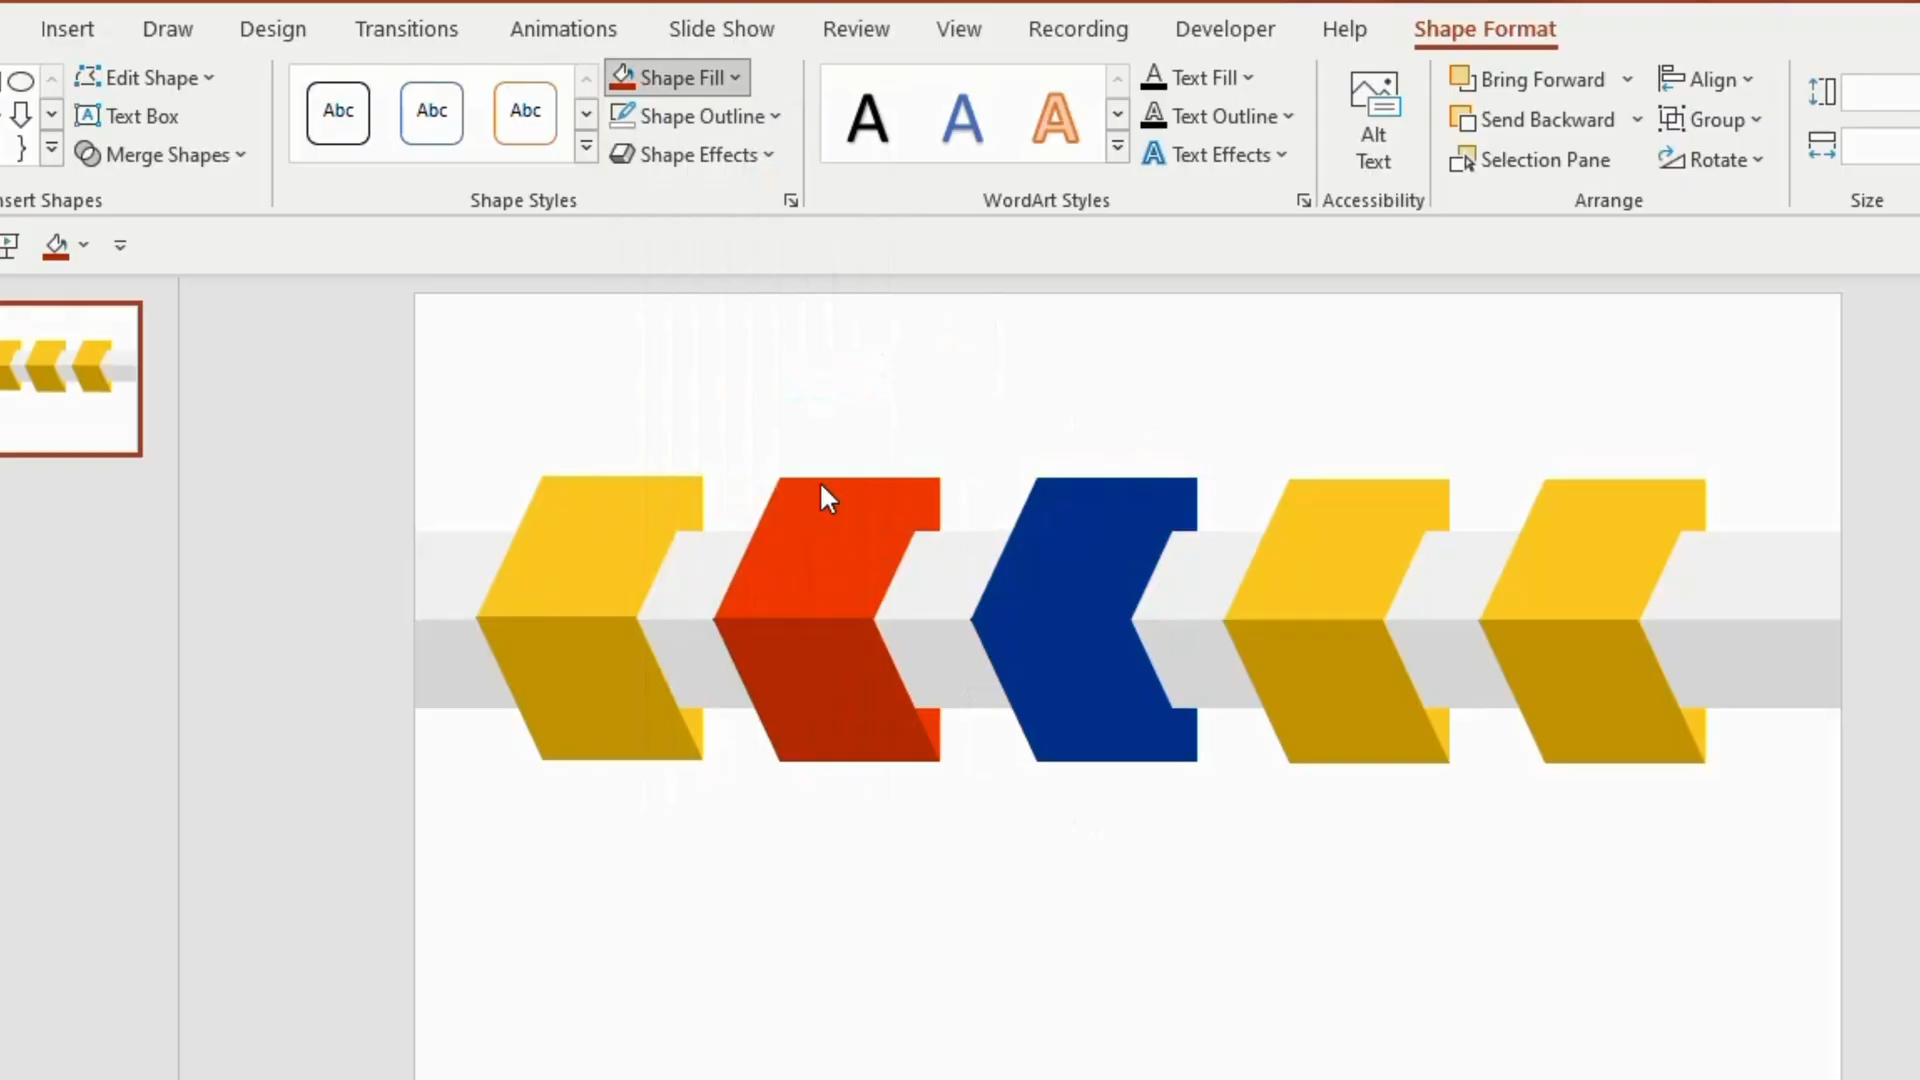 Insert Draw Design Transitions Animations Slide Show Review View Recording Developer Help Shape Format
Edit Shape
Text Box
Merge Shapes
nsert Shapes
Abc Abc Abc
Shape Fill
Shape Outline
Shape Effects
Shape Styles
A A A
Text Fill
Text Outline
Text Effects
WordArt Styles
Alt
Text
Accessibility
Bring Forward
Send Backward
Selection Pane
Align
Group
Rotate
Arrange
Size